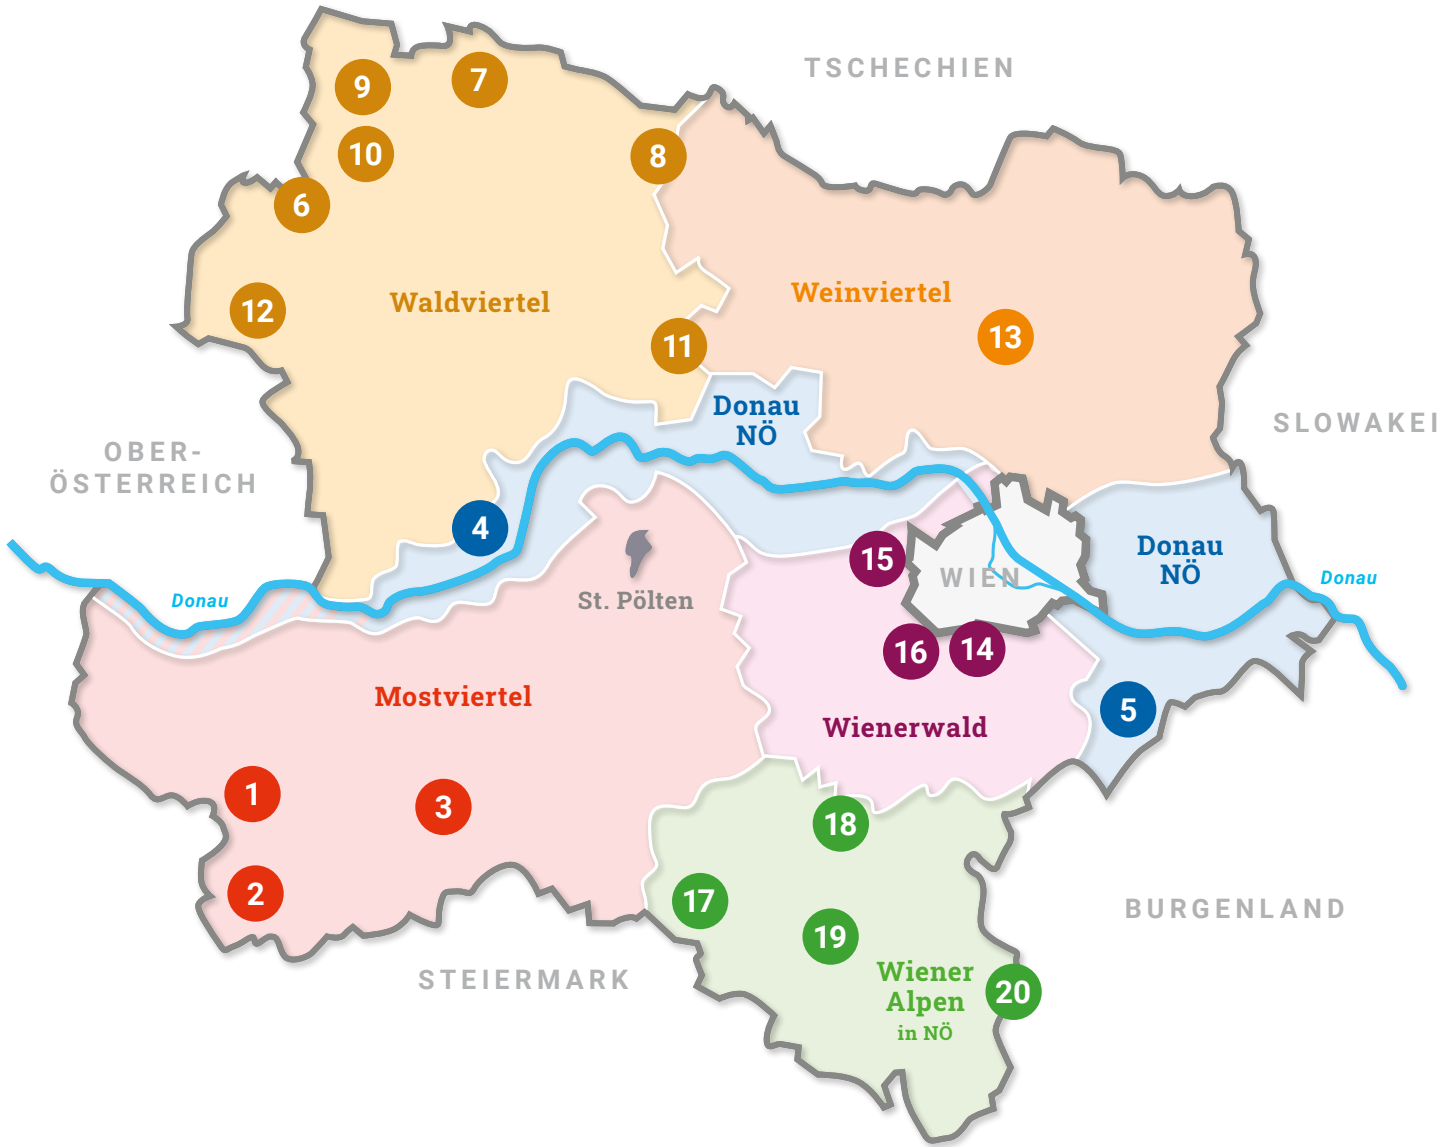 TSCHECHIEN
9
7
10
8
6
Waldviertel
Weinviertel
12
13
11
Donau
NÖ
SLOWAKEI
OBER-
ÖSTERREICH
4
15
WIEN
Donau
NÖ
Donau
Donau
St. Pölten
16
14
Mostviertel
5
Wienerwald
1
3
18
2
17
19
BURGENLAND
STEIERMARK
Wiener
Alpen
in NÖ
20